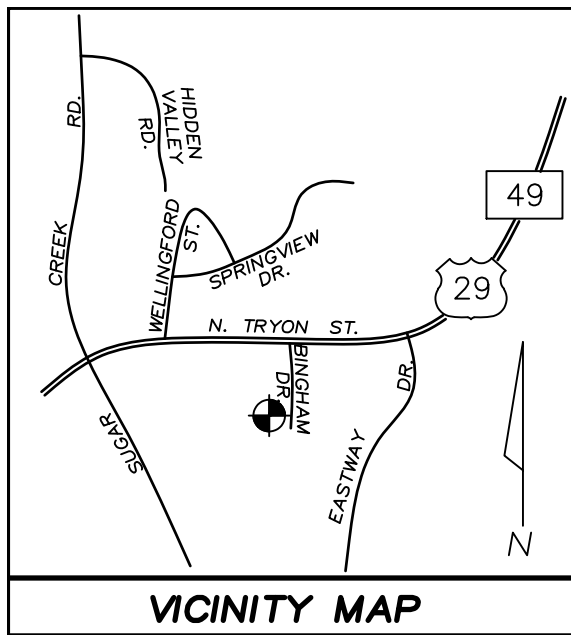 RD.
HIDDEN
VALLEY
RD.
49
CREEK
WELLINGFORD
ST.
SPRINGVIEW
DR.
29
N. TRYON ST.
BINGHAM
DR.
DR.
SUGAR
EASTWAY
N
VICINITY MAP